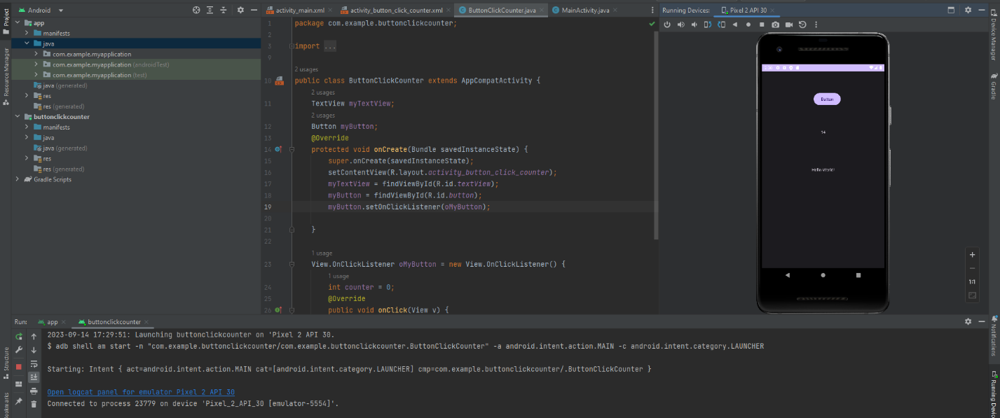 Project
Resource Manager
Structure
Bookmarks
Android
app
manifests
java
com.example.myapplication
com.example.myapplication (androidTest)
com.example.myapplication (test)
java (generated)
res
res (generated)
buttonclickcounter
manifests
java
java (generated)
res
res (generated)
Gradle Scripts
activity_main.xml
activity_button_click_counter.xml
ButtonClickCounter.java
MainActivity.java
1 package com.example.buttonclickcounter;
2
3 import ...
9
2 usages
10 public class ButtonClickCounter extends AppCompatActivity {
2 usages
11 TextView myTextView;
2 usages
12 Button myButton;
13 @Override
14 protected void onCreate(Bundle savedInstanceState) {
15 super.onCreate(savedInstanceState);
16 setContentView(R.layout.activity_button_click_counter);
17 myTextView = findViewById(R.id.textView);
18 myButton = findViewById(R.id.button);
19 myButton.setOnClickListener(oMyButton);
20
21 }
22
1 usage
23 View.OnClickListener oMyButton = new View.OnClickListener() {
1 usage
24 int counter = 0;
25 @Override
26 public void onClick(View v) {
Running Devices:
Pixel 2 API 30
Button
14
Hello World!
1:1
Device Manager
Gradle
Notifications
Running Devices
Run:
app
buttonclickcounter
2023-09-14 17:29:51: Launching buttonclickcounter on 'Pixel 2 API 30.
$ adb shell am start -n "com.example.buttonclickcounter/com.example.buttonclickcounter.ButtonClickCounter" -a android.intent.action.MAIN -c android.intent.category.LAUNCHER
Starting: Intent { act=android.intent.action.MAIN cat=[android.intent.category.LAUNCHER] cmp=com.example.buttonclickcounter/.ButtonClickCounter }
Open logcat panel for emulator Pixel 2 API 30
Connected to process 23779 on device 'Pixel_2_API_30 [emulator-5554]'.